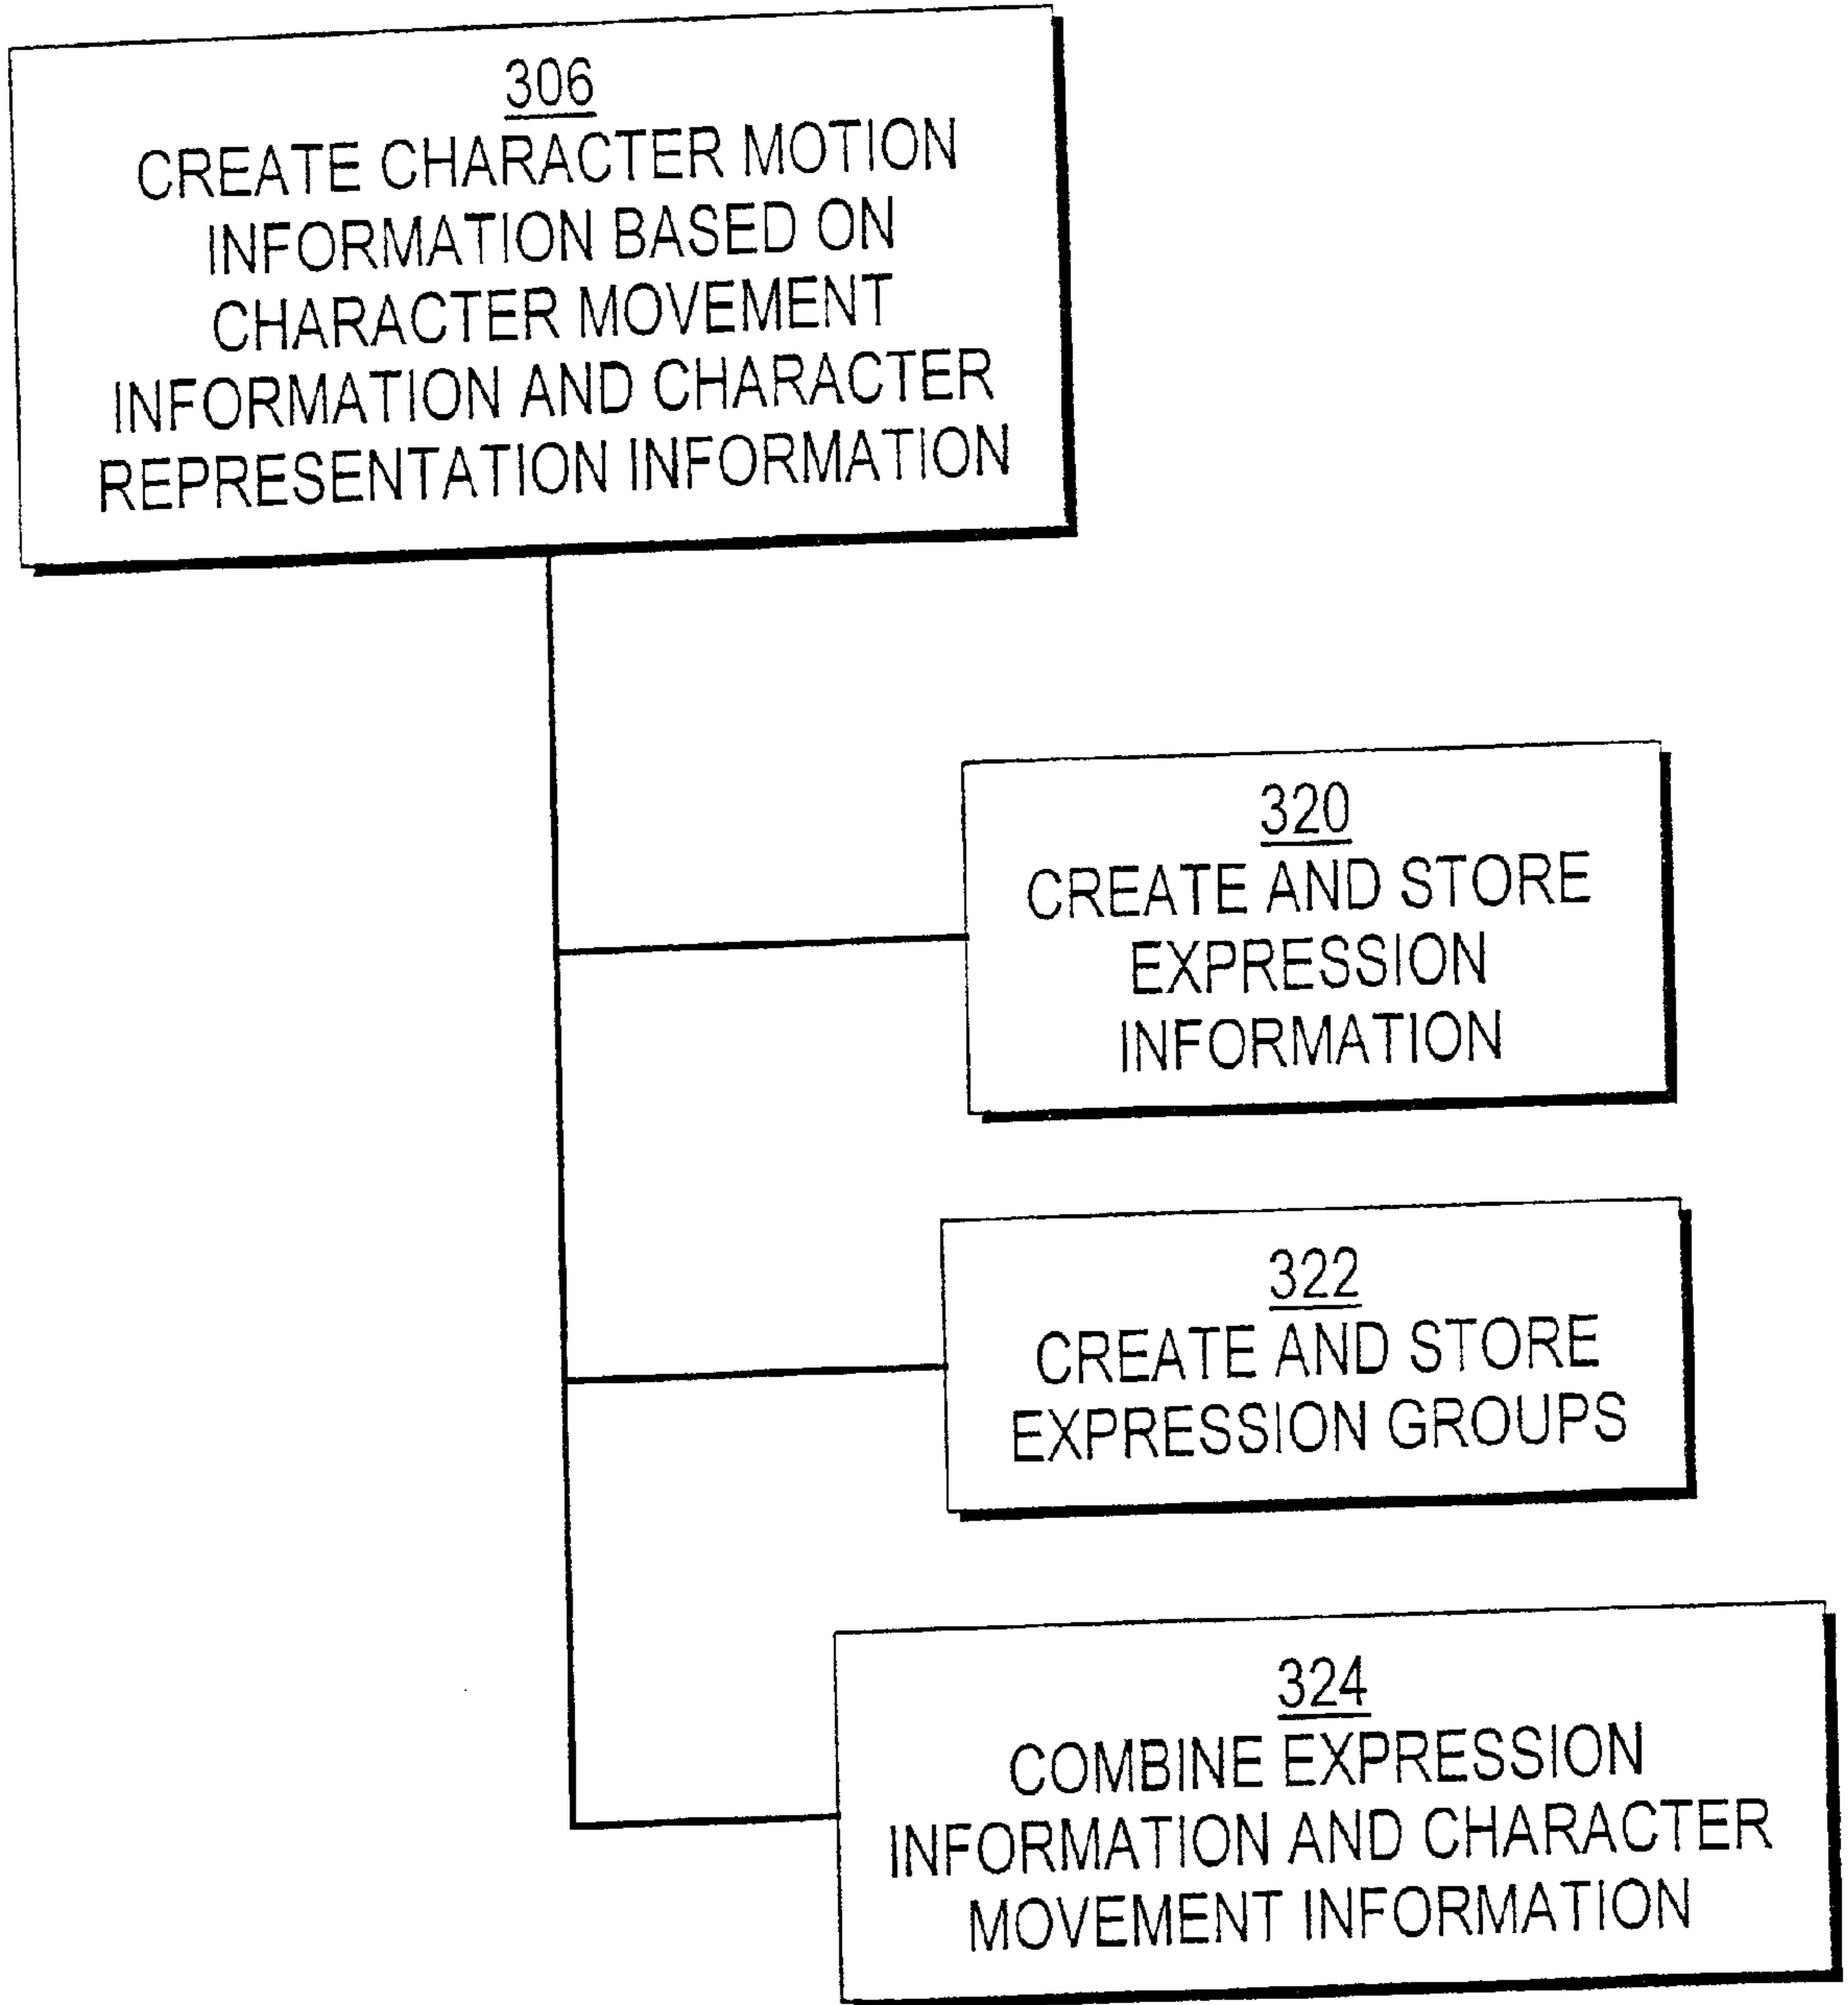 306
CREATE CHARACTER MOTION
INFORMATION BASED ON
CHARACTER MOVEMENT
INFORMATION AND CHARACTER
REPRESENTATION INFORMATION
320
CREATE AND STORE
EXPRESSION
INFORMATION
322
CREATE AND STORE
EXPRESSION GROUPS
324
COMBINE EXPRESSION
INFORMATION AND CHARACTER
MOVEMENT INFORMATION